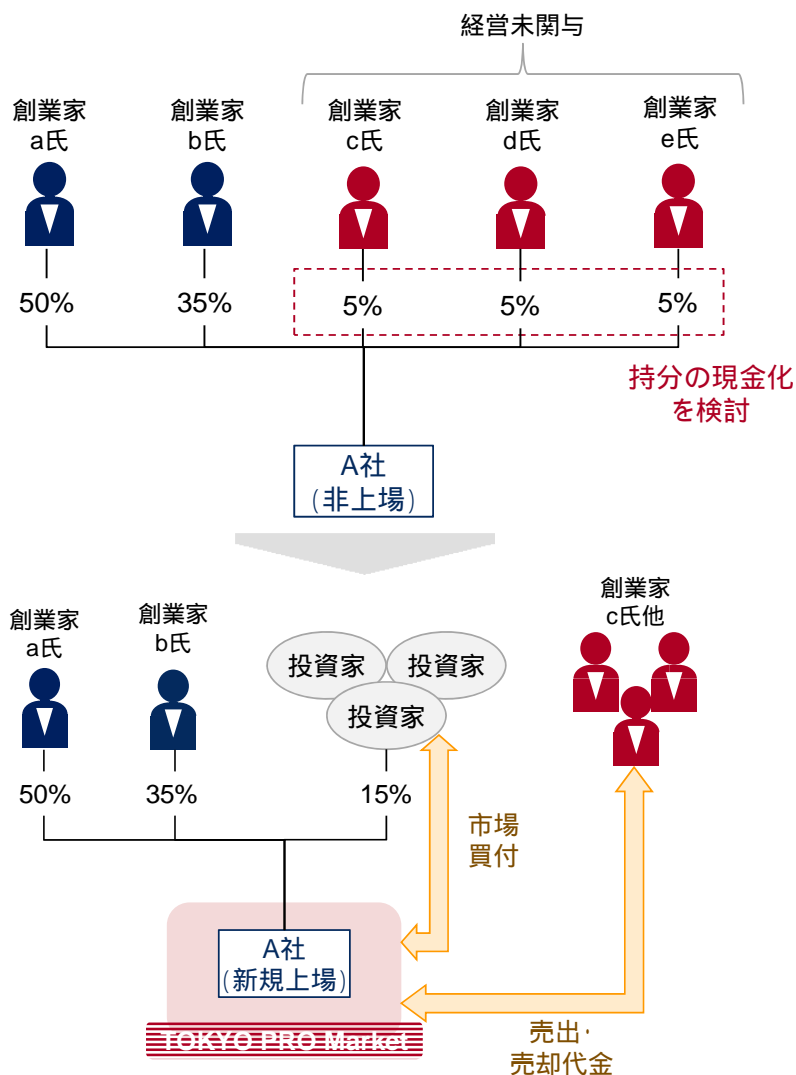 経営未関与
創業家
a氏
創業家
b氏
創業家
c氏
創業家
d氏
創業家
e氏
50%
35%
5%
5%
5%
持分の現金化
を検討
A社
(非上場)
創業家
a氏
創業家
b氏
投資家
投資家
投資家
創業家
c氏他
50%
35%
15%
市場
買付
A社
(新規上場)
TOKYO PRO Market
売出・
売却代金